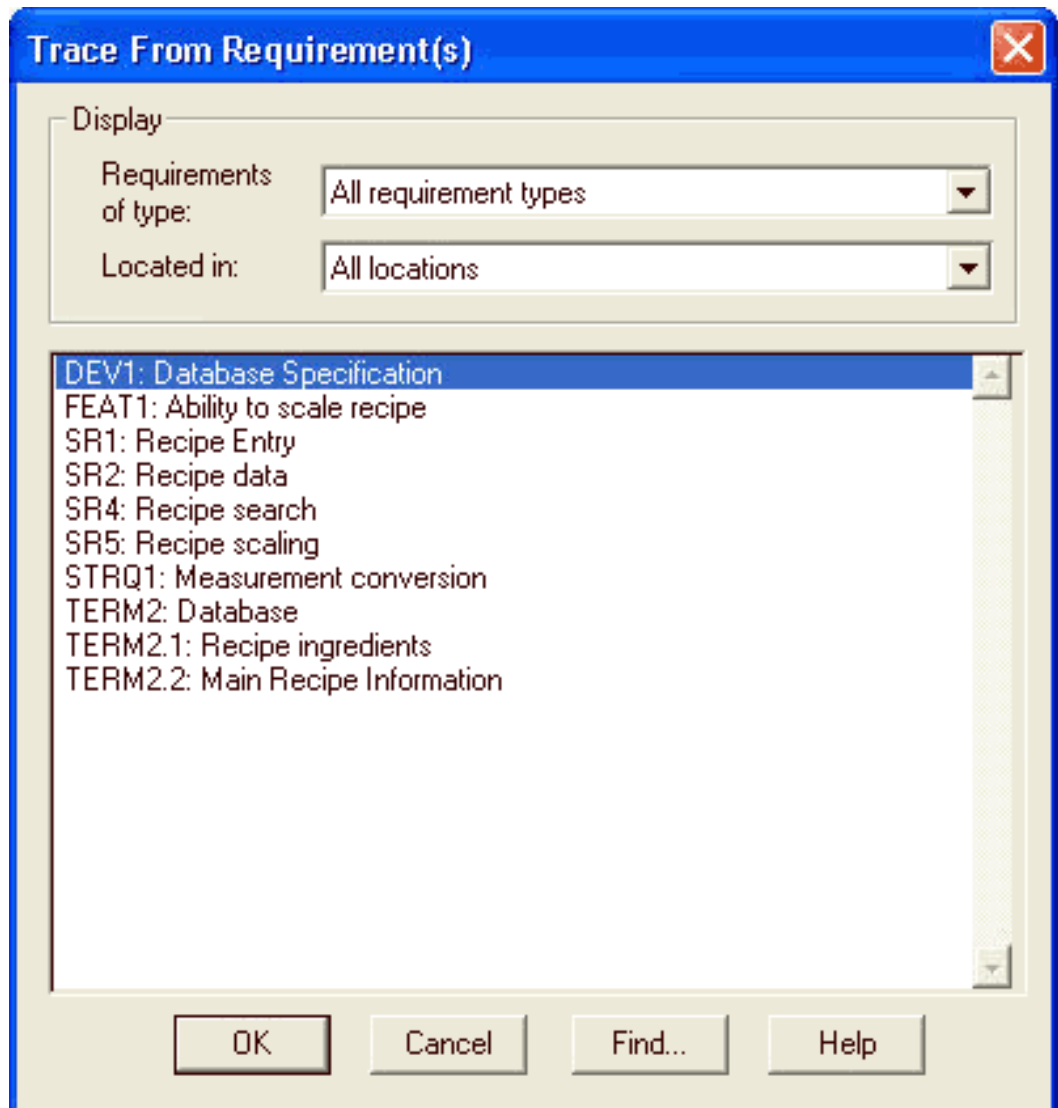 Trace From Requirement(s)
Display
Requirements
of type:
All requirement types
Located in:
All locations
DEV1: Database Specification
FEAT1: Ability to scale recipe
SR1: Recipe Entry
SR2: Recipe data
SR4: Recipe search
SR5: Recipe scaling
STRQ1: Measurement conversion
TERM2: Database
TERM2.1: Recipe ingredients
TERM2.2: Main Recipe Information
OK
Cancel
Find...
Help